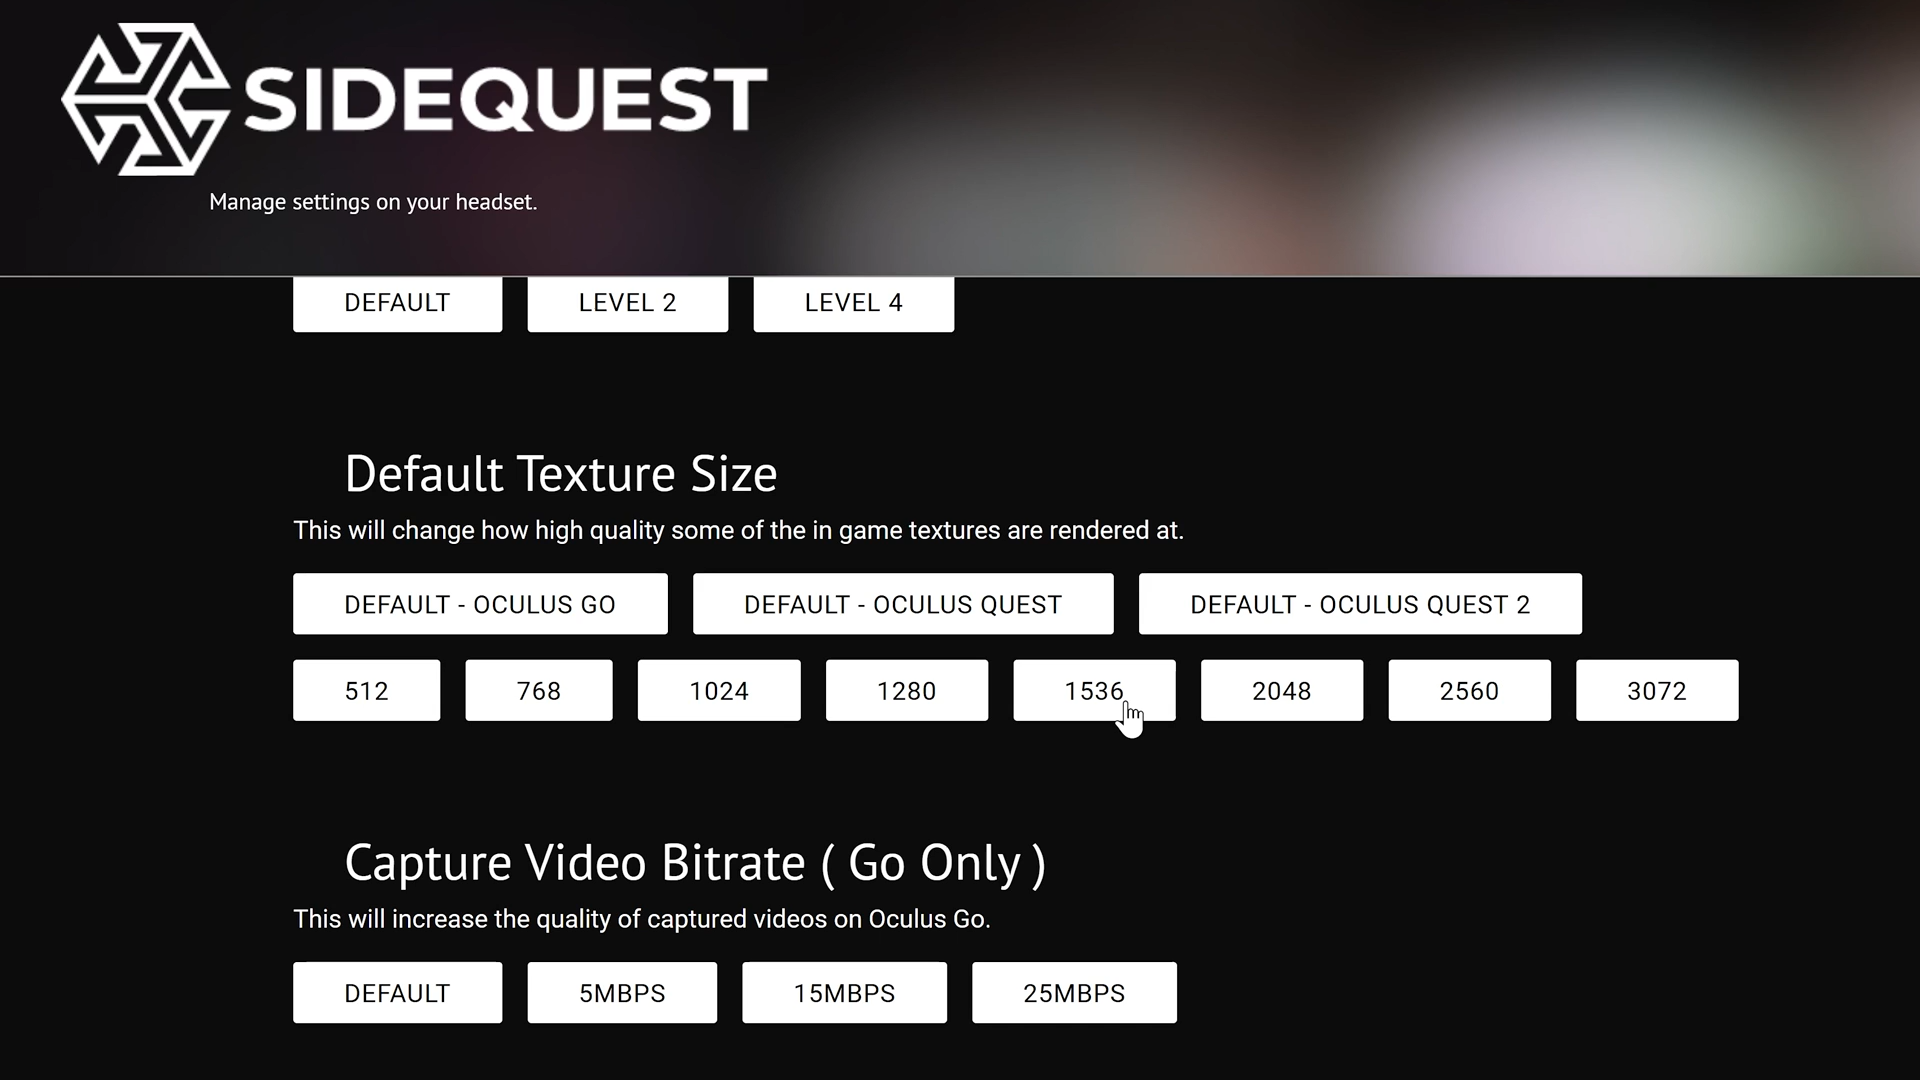 SIDEQUEST
Manage settings on your headset.
DEFAULT LEVEL 2 LEVEL 4
Default Texture Size
This will change how high quality some of the in game textures are rendered at.
DEFAULT - OCULUS GO DEFAULT - OCULUS QUEST DEFAULT - OCULUS QUEST 2
512 768 1024 1280 1536 2048 2560 3072
Capture Video Bitrate ( Go Only )
This will increase the quality of captured videos on Oculus Go.
DEFAULT 5MBPS 15MBPS 25MBPS